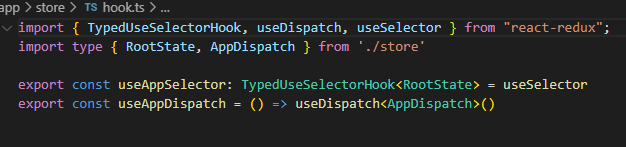 app > store > TS hook.ts > ...
import { TypedUseSelectorHook, useDispatch, useSelector } from "react-redux";
import type { RootState, AppDispatch } from './store'
export const useAppSelector: TypedUseSelectorHook<RootState> = useSelector
export const useAppDispatch = () => useDispatch<AppDispatch>()